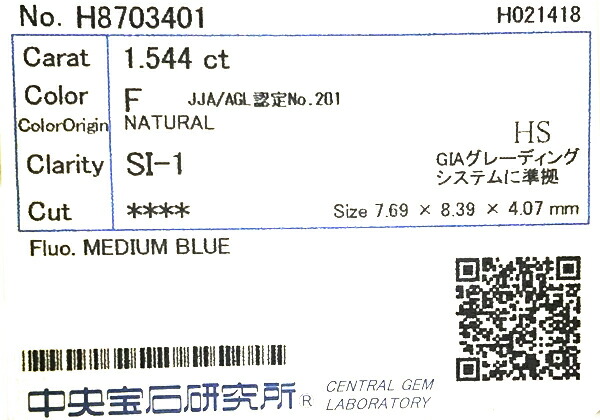 No. H8703401 H021418
Carat 1.544 ct
Color F JJA/AGL認定No.201
ColorOrigin NATURAL
HS
Clarity SI-1 GIAグレーディング
システムに準拠
Cut **** Size 7.69 × 8.39 × 4.07 mm
Fluo. MEDIUM BLUE
中央宝石研究所® CENTRAL GEM
LABORATORY